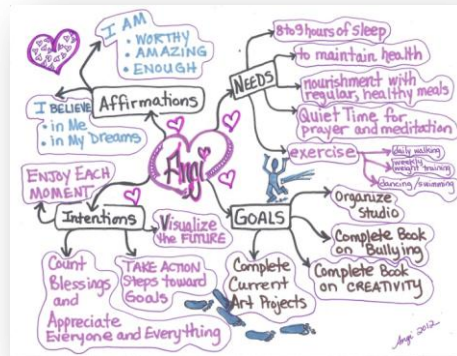 I AM
• WORTHY
• AMAZING
• ENOUGH
Affirmations
I BELIEVE
• in Me
• in My Dreams
Angi
NEEDS
8 to 9 hours of sleep
to maintain health
nourishment with
regular, healthy meals
Quiet Time for
prayer and meditation
exercise
daily walking
weekly
weight training
dancing/swimming
ENJOY EACH
MOMENT
Intentions
Visualize
the FUTURE
Count
Blessings
and
Appreciate
Everyone and Everything
TAKE ACTION
Steps toward
Goals
GOALS
Organize
Studio
Complete Book
on Bullying
Complete Book
on CREATIVITY
Complete
Current
Art Projects
Angi 2012